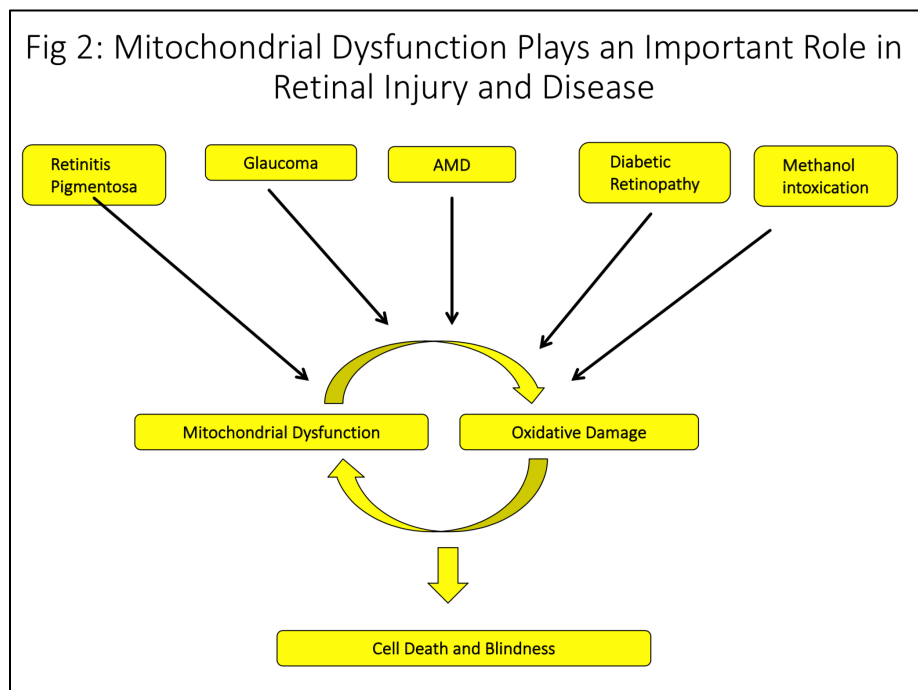 Fig 2: Mitochondrial Dysfunction Plays an Important Role in
Retinal Injury and Disease
Retinitis
Pigmentosa
Glaucoma
AMD
Diabetic
Retinopathy
Methanol
intoxication
Mitochondrial Dysfunction
Oxidative Damage
Cell Death and Blindness